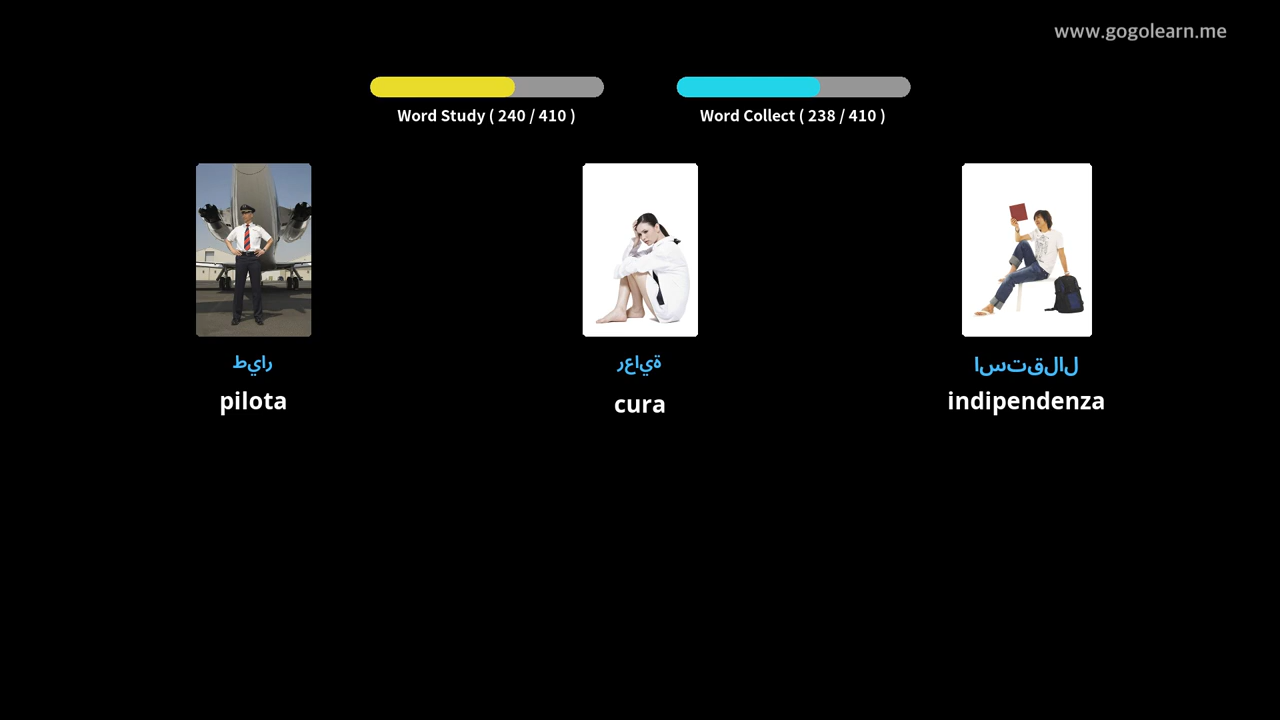 www.gogolearn.me
Word Study ( 240 / 410 )
Word Collect ( 238 / 410 )
طيار
pilota
رعاية
cura
استقلال
indipendenza